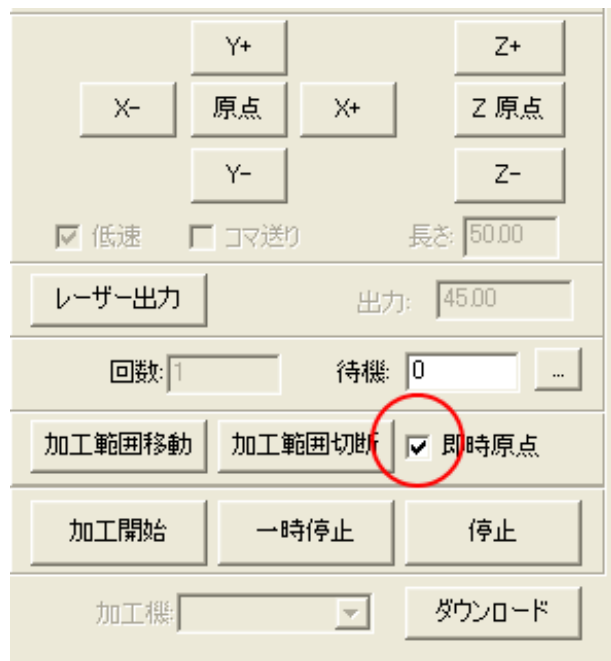 Y+ Z+
X- 原点 X+ Z 原点
Y- Z-
低速 コマ送り 長さ: 50.00
レーザー出力 出力: 45.00
回数: 1 待機: 0 ...
加工範囲移動 加工範囲切断 即時原点
加工開始 一時停止 停止
加工機: ダウンロード